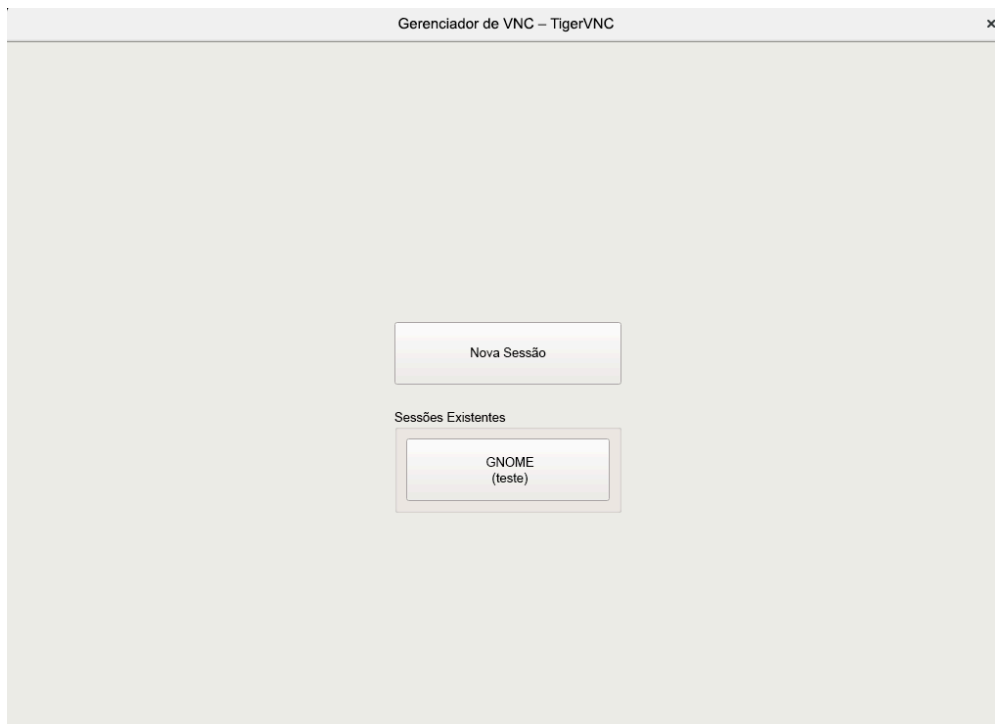 Gerenciador de VNC – TigerVNC
Nova Sessão
Sessões Existentes
GNOME
(teste)